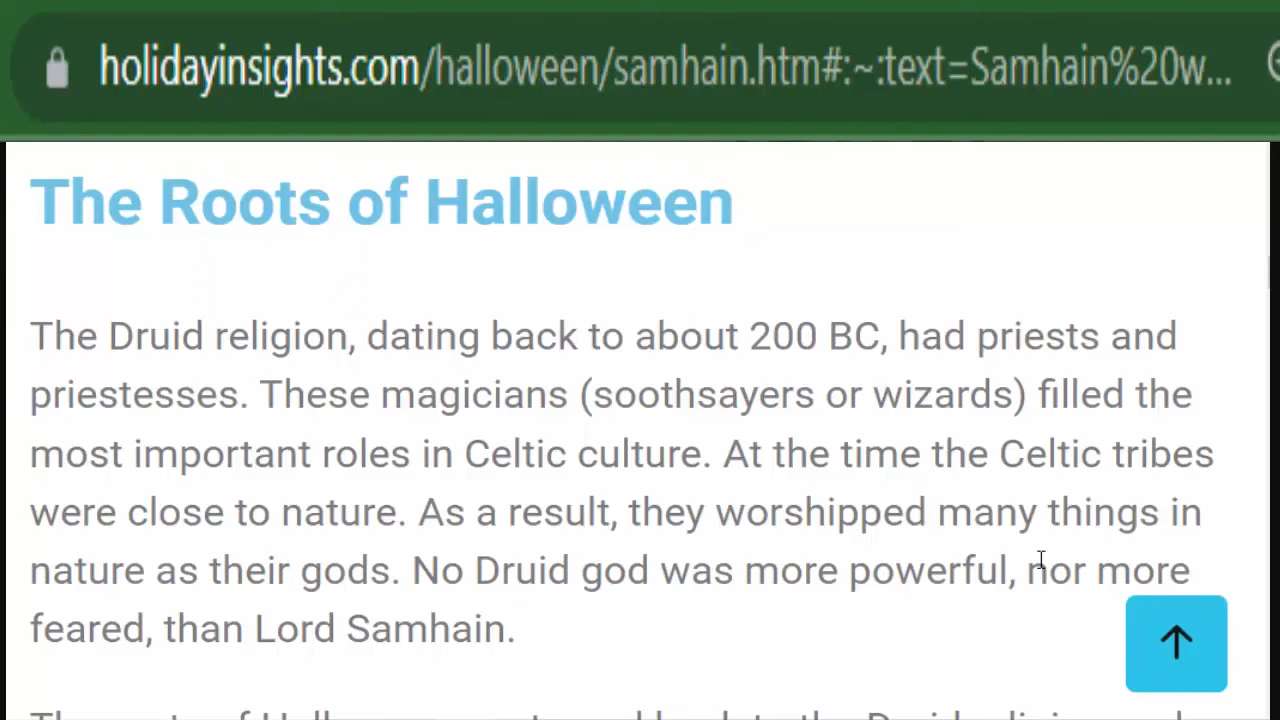 holidayinsights.com/halloween/samhain.htm#:~:text=Samhain%20w...
The Roots of Halloween
The Druid religion, dating back to about 200 BC, had priests and
priestesses. These magicians (soothsayers or wizards) filled the
most important roles in Celtic culture. At the time the Celtic tribes
were close to nature. As a result, they worshipped many things in
nature as their gods. No Druid god was more powerful, nor more
feared, than Lord Samhain.